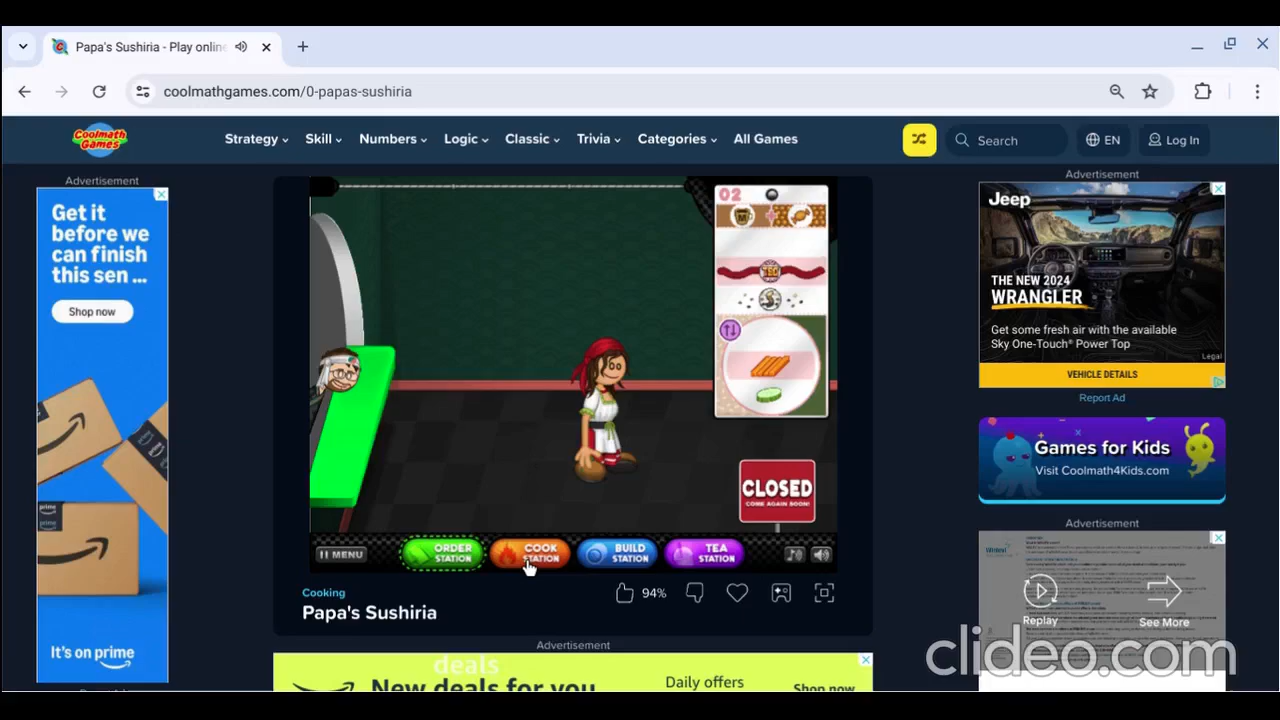 Papa's Sushiria - Play online
coolmathgames.com/0-papas-sushiria
Coolmath Games
Strategy
Skill
Numbers
Logic
Classic
Trivia
Categories
All Games
Search
EN
Log In
Advertisement
Get it
before we
can finish
this sen ...
Shop now
prime
prime
It's on prime
02
CLOSED
COME AGAIN SOON!
MENU
ORDER STATION
COOK STATION
BUILD STATION
TEA STATION
Cooking
94%
Papa's Sushiria
Advertisement
deals
New deals for you
Daily offers
Shop now
Advertisement
Jeep
THE NEW 2024
WRANGLER
Get some fresh air with the available
Sky One-Touch® Power Top
Legal
VEHICLE DETAILS
Report Ad
Games for Kids
Visit Coolmath4Kids.com
Advertisement
Replay
See More
clideo.com